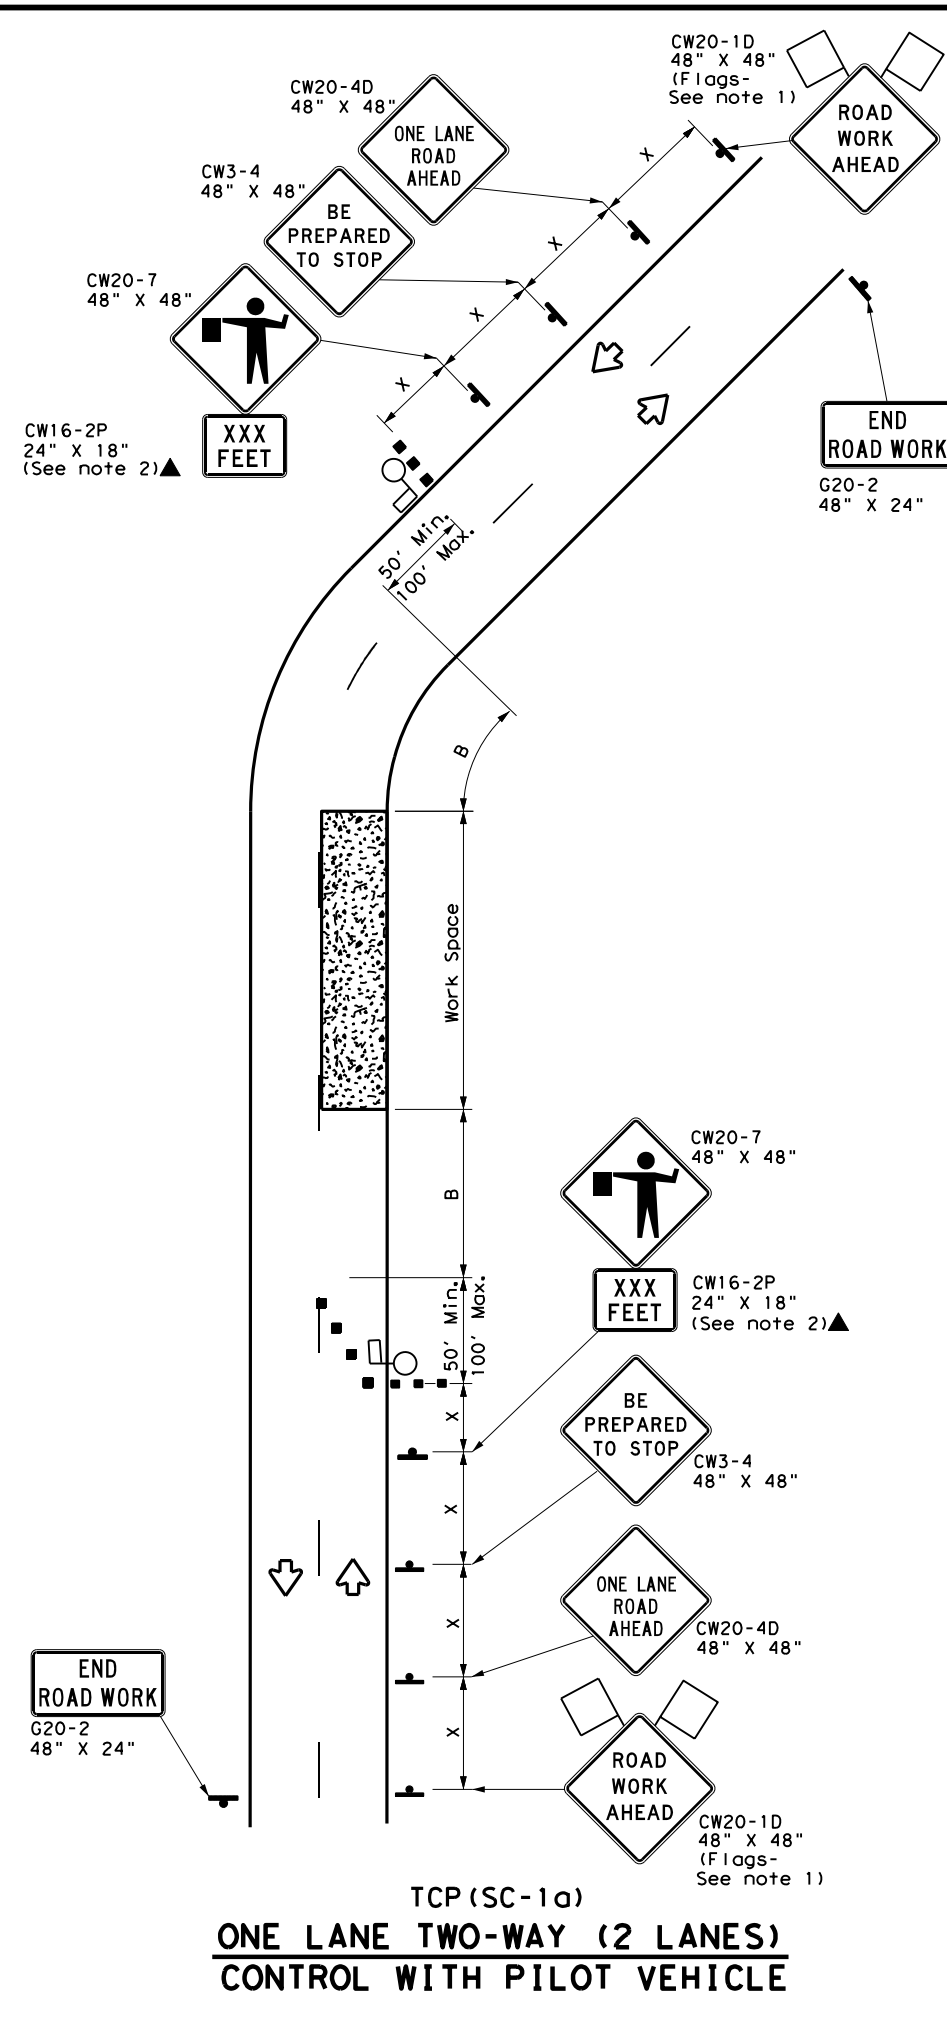 CW20-1D
48" X 48"
(Flags-
See note 1)
ROAD
WORK
AHEAD
CW20-4D
48" X 48"
ONE LANE
ROAD
AHEAD
X
CW3-4
48" X 48"
BE
PREPARED
TO STOP
X
CW20-7
48" X 48"
X
X
CW16-2P
24" X 18"
(See note 2)▲
XXX
FEET
END
ROAD WORK
G20-2
48" X 24"
50' Min.
100' Max.
B
Work Space
B
CW20-7
48" X 48"
XXX
FEET
CW16-2P
24" X 18"
(See note 2)▲
50' Min.
100' Max.
X
BE
PREPARED
TO STOP
CW3-4
48" X 48"
X
ONE LANE
ROAD
AHEAD
CW20-4D
48" X 48"
X
END
ROAD WORK
G20-2
48" X 24"
X
ROAD
WORK
AHEAD
CW20-1D
48" X 48"
(Flags-
See note 1)
TCP(SC-1a)
ONE LANE TWO-WAY (2 LANES)
CONTROL WITH PILOT VEHICLE